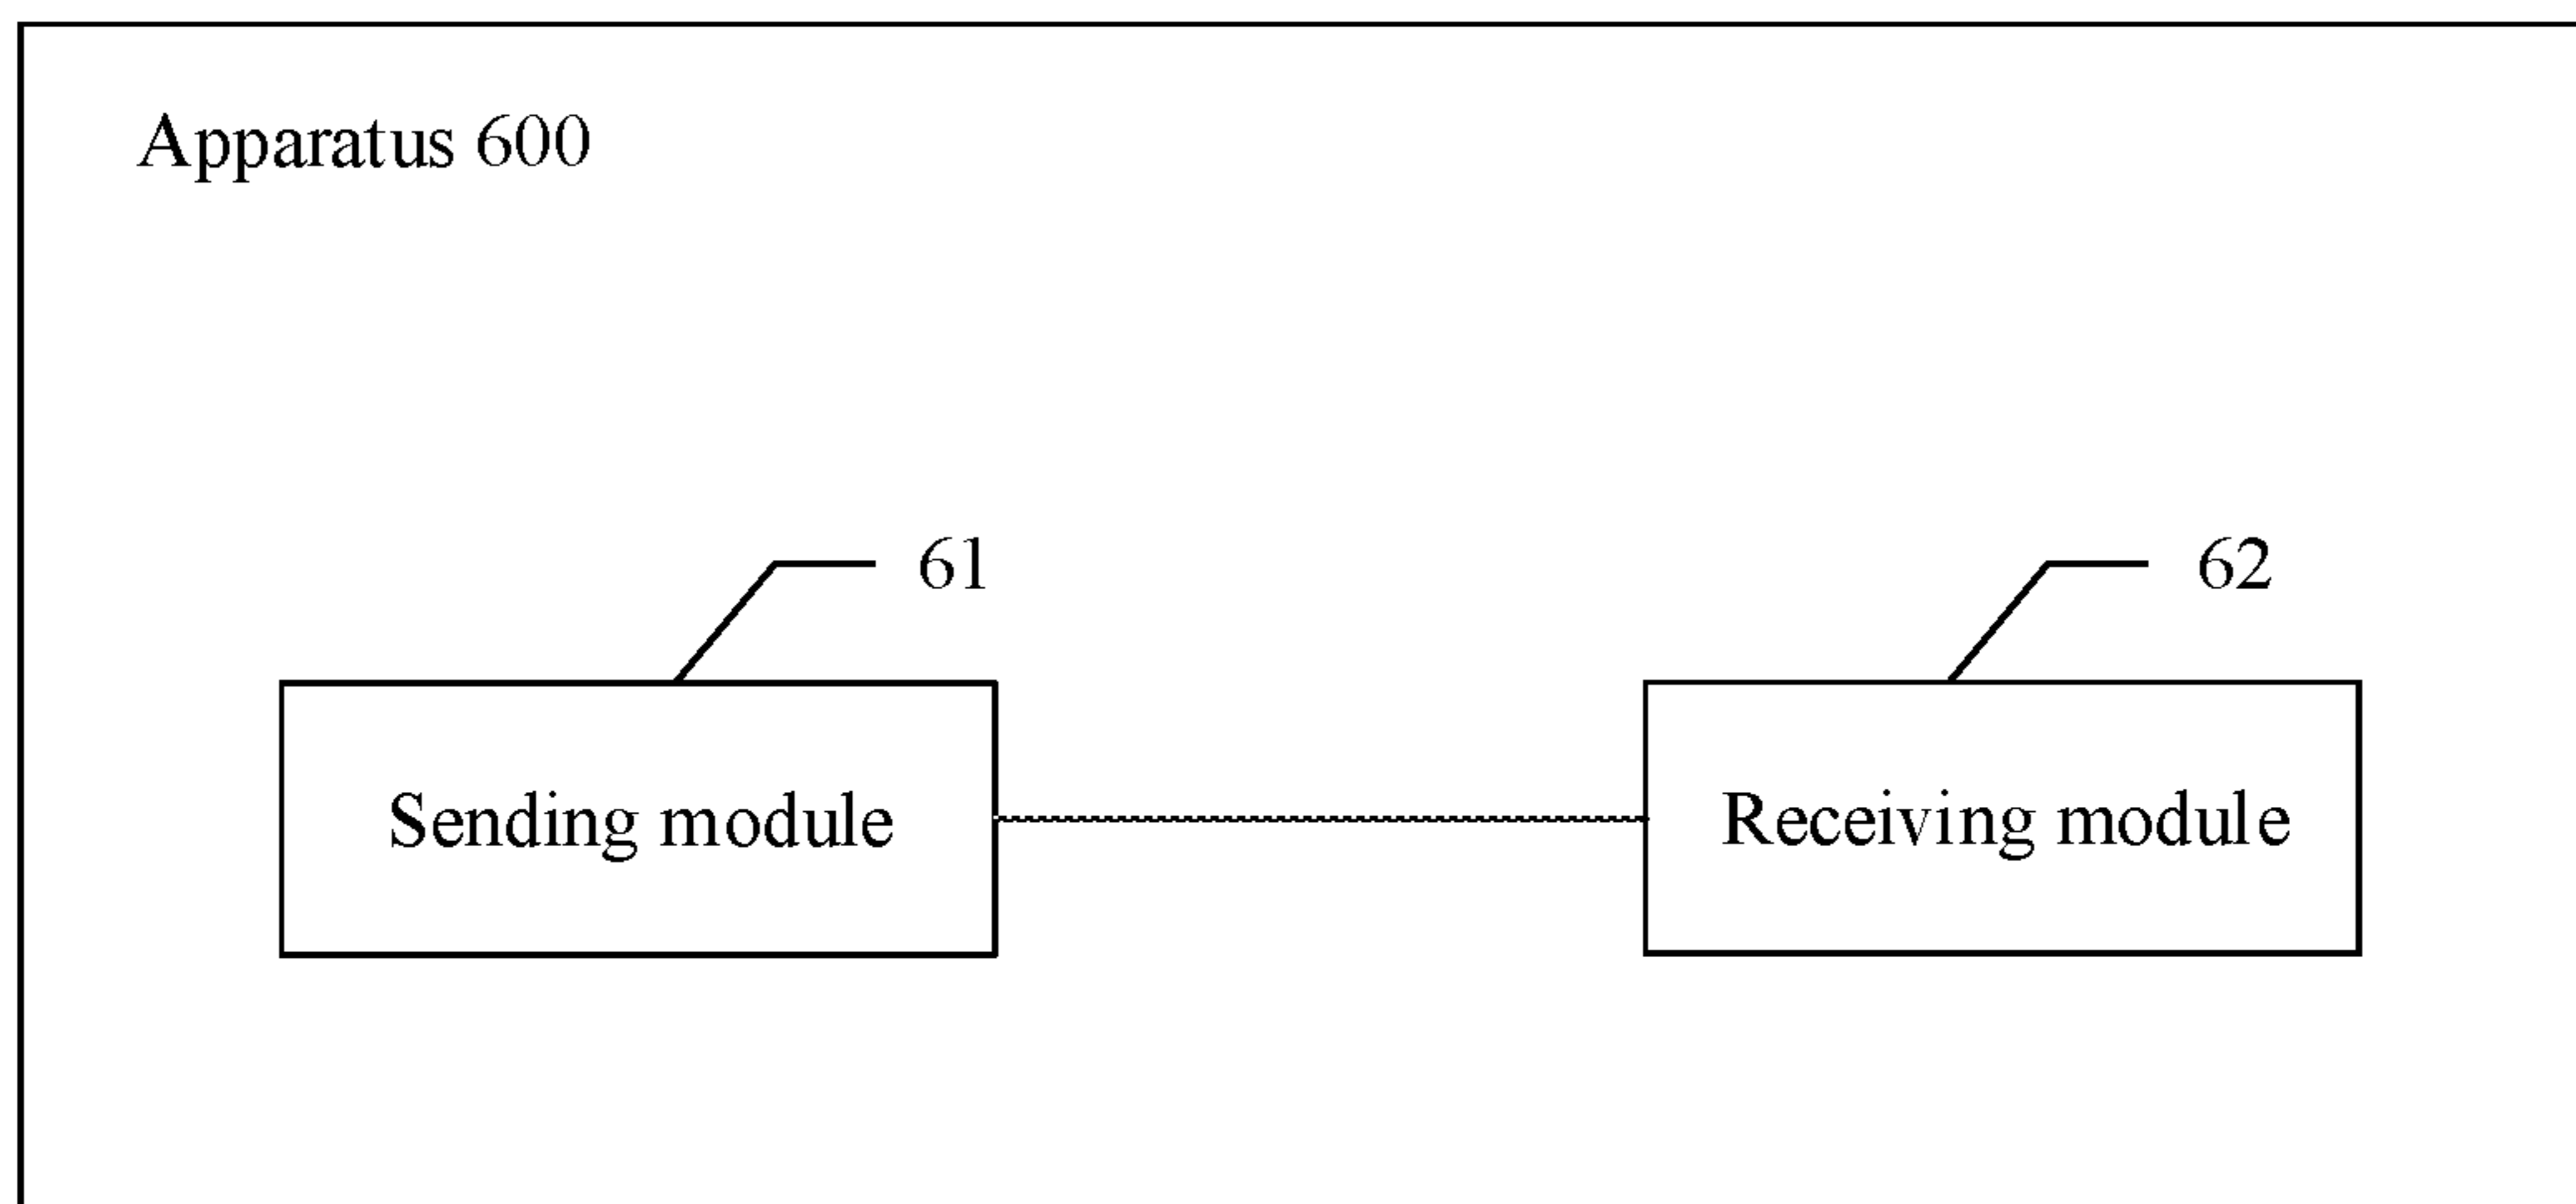 Apparatus 600
61
62
Sending module
Receiving module